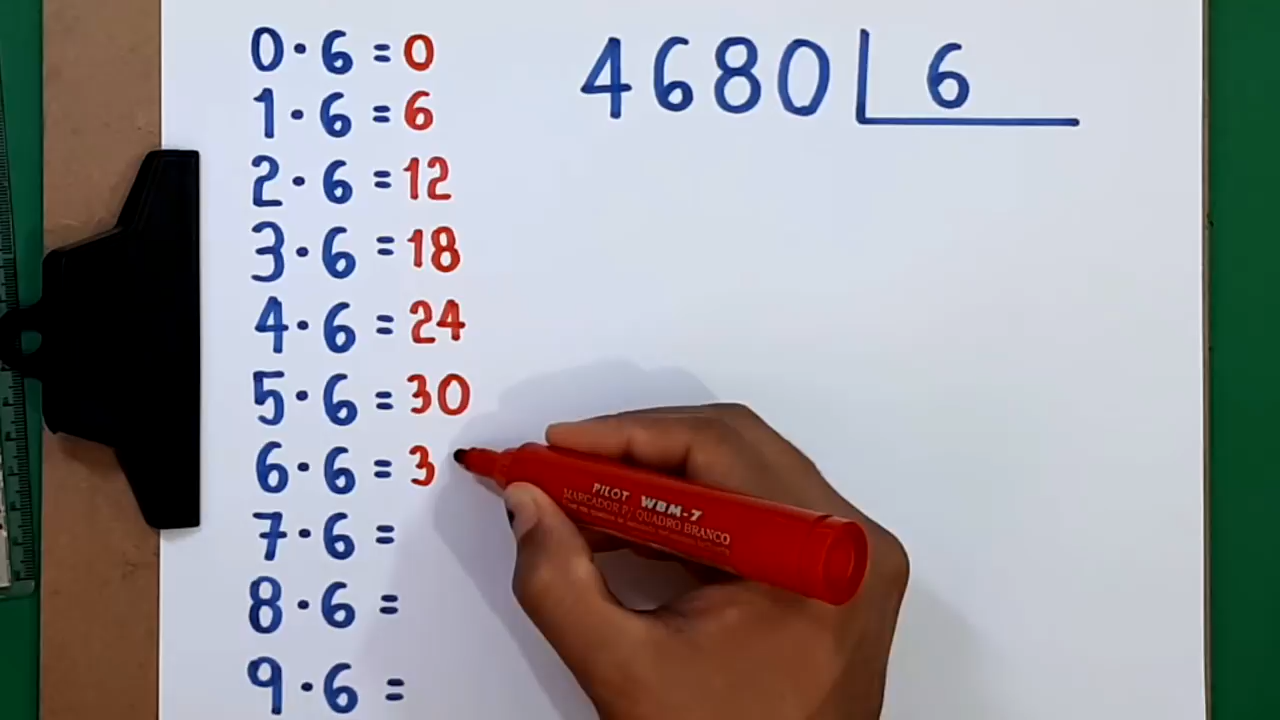 0 · 6 = 0
1 · 6 = 6
2 · 6 = 12
3 · 6 = 18
4 · 6 = 24
5 · 6 = 30
6 · 6 = 3
7 · 6 =
8 · 6 =
9 · 6 =
4680 6
PILOT WBM-7
MARCADOR P/ QUADRO BRANCO